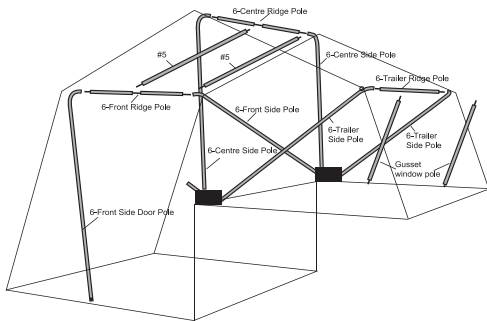 6-Centre Ridge Pole
#5
#5
6-Centre Side Pole
6-Trailer Ridge Pole
6-Front Ridge Pole
6-Front Side Pole
6-Trailer
Side Pole
6-Trailer
Side Pole
6-Centre Side Pole
Gusset
window pole
6-Front Side Door Pole